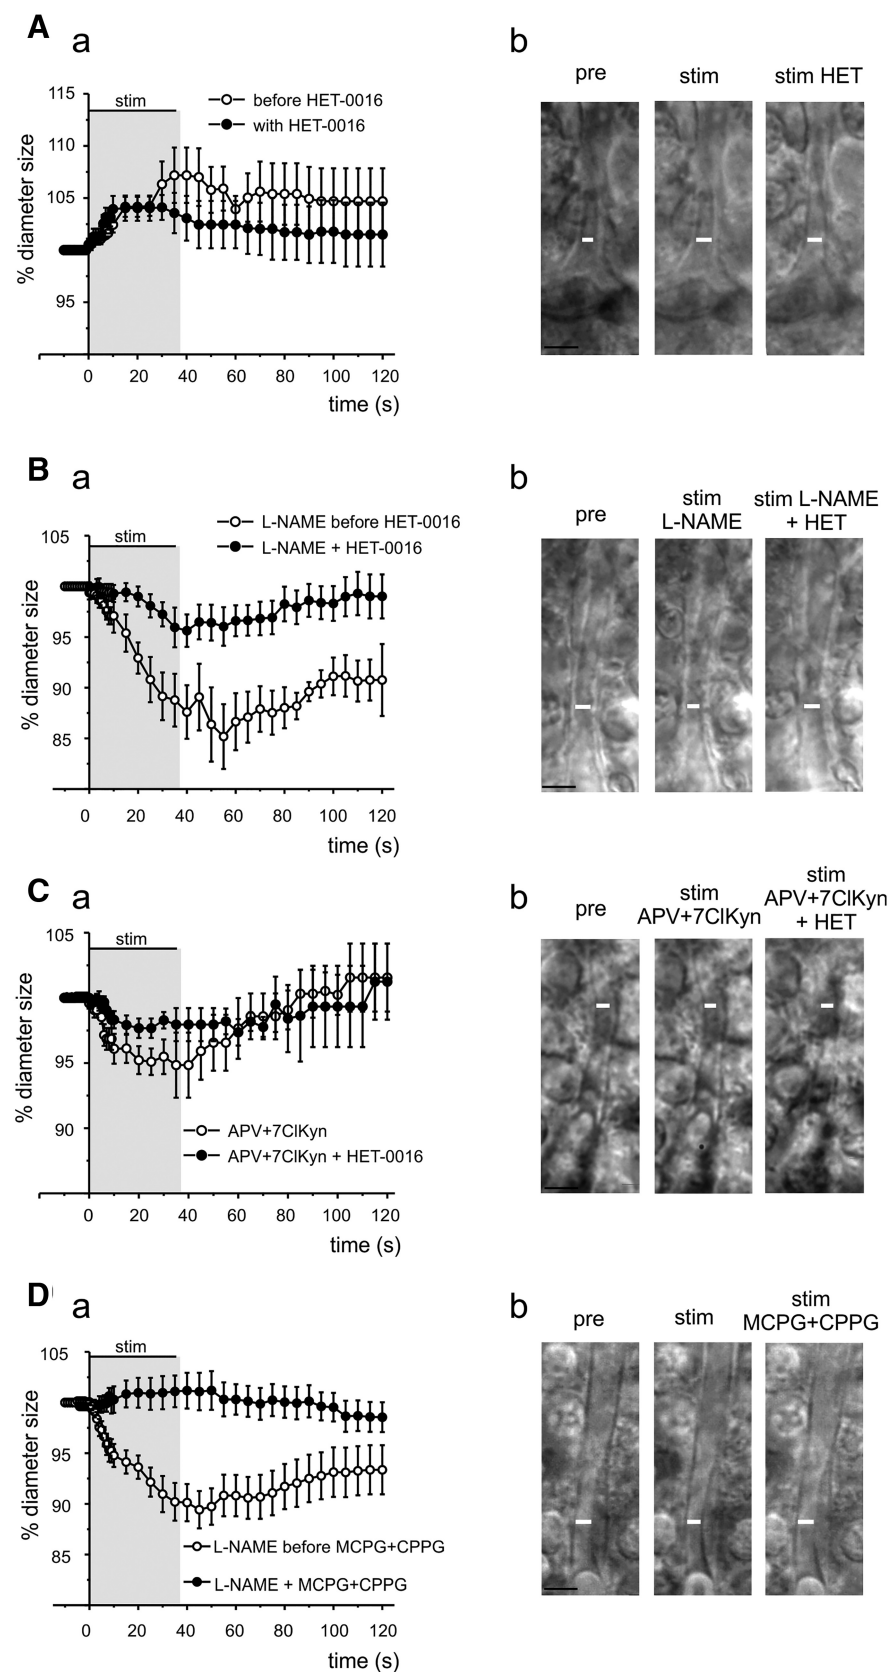 A
a
b
pre
stim
stim HET
115
110
105
95
stim
before HET-0016
with HET-0016
% diameter size
0
20
40
60
80
100
120
time (s)
B
a
b
pre
stim
L-NAME
stim L-NAME
+ HET
105
95
90
85
stim
L-NAME before HET-0016
L-NAME + HET-0016
% diameter size
0
20
40
60
80
100
120
time (s)
C
a
b
pre
stim
APV+7ClKyn
stim
APV+7ClKyn
+ HET
105
95
90
stim
APV+7ClKyn
APV+7ClKyn + HET-0016
% diameter size
0
20
40
60
80
100
120
time (s)
D
a
b
pre
stim
stim
MCPG+CPPG
105
95
90
85
stim
L-NAME before MCPG+CPPG
L-NAME + MCPG+CPPG
% diameter size
0
20
40
60
80
100
120
time (s)